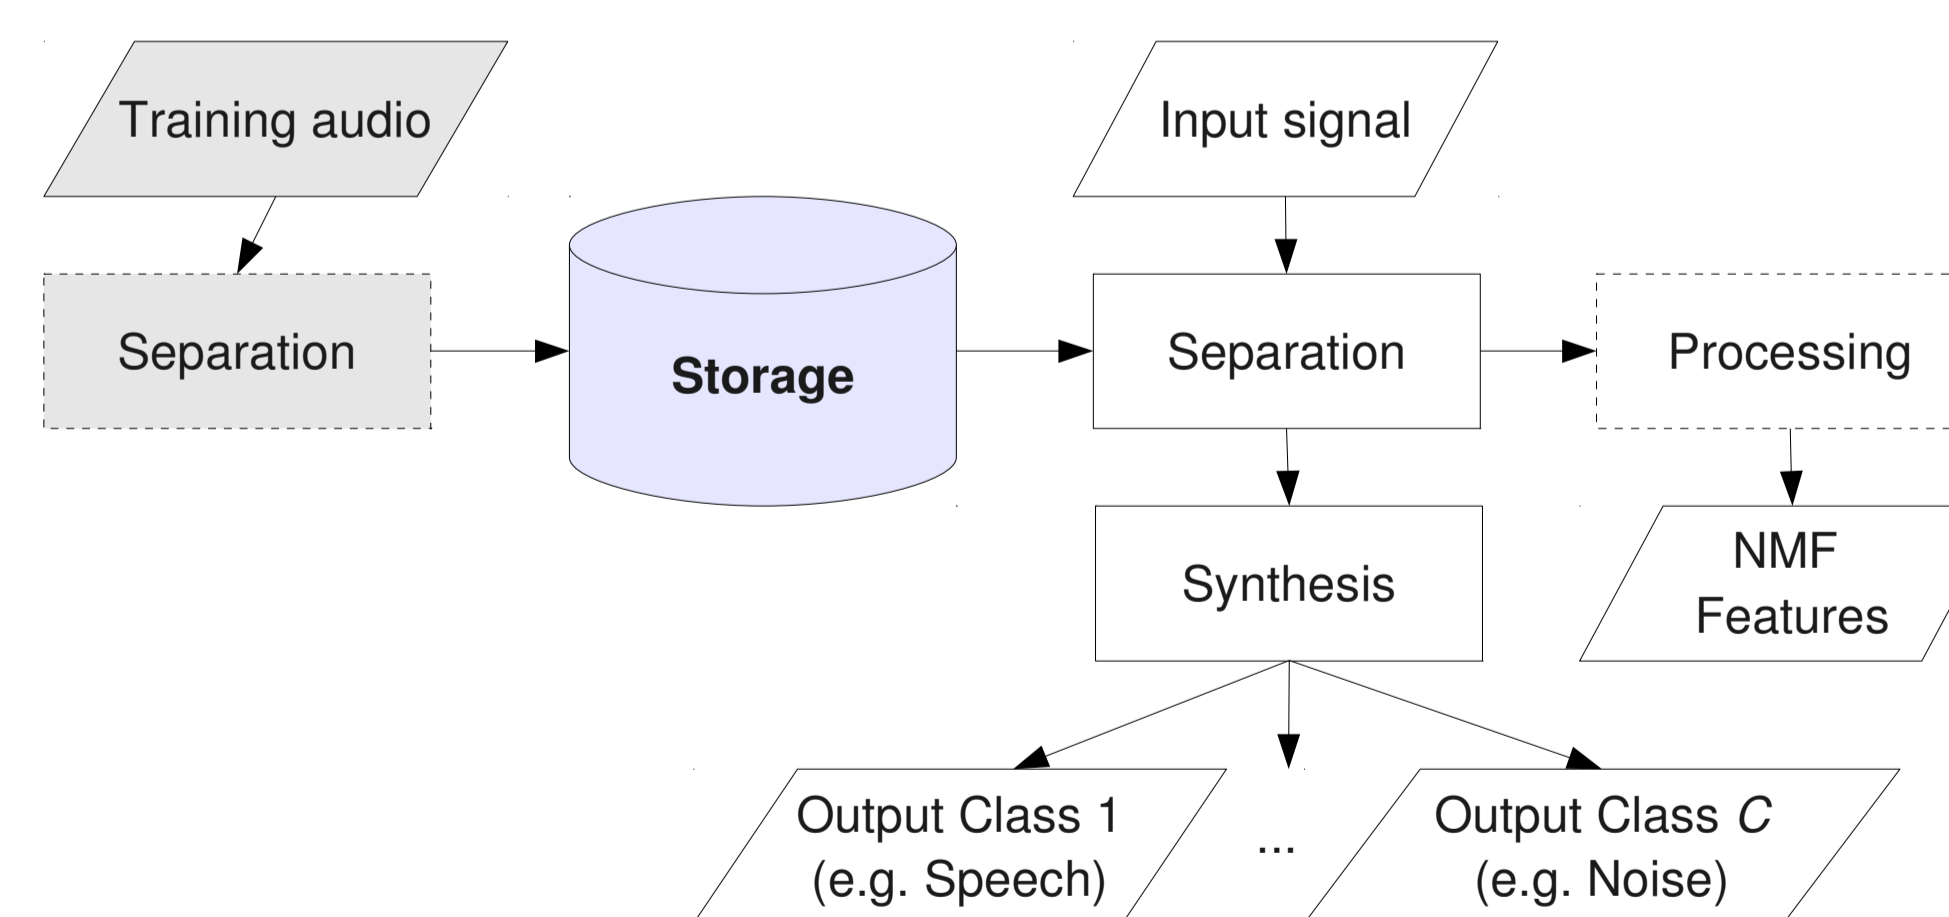 Training audio
Input signal
Separation
Storage
Separation
Processing
Synthesis
NMF
Features
Output Class 1
(e.g. Speech)
...
Output Class C
(e.g. Noise)